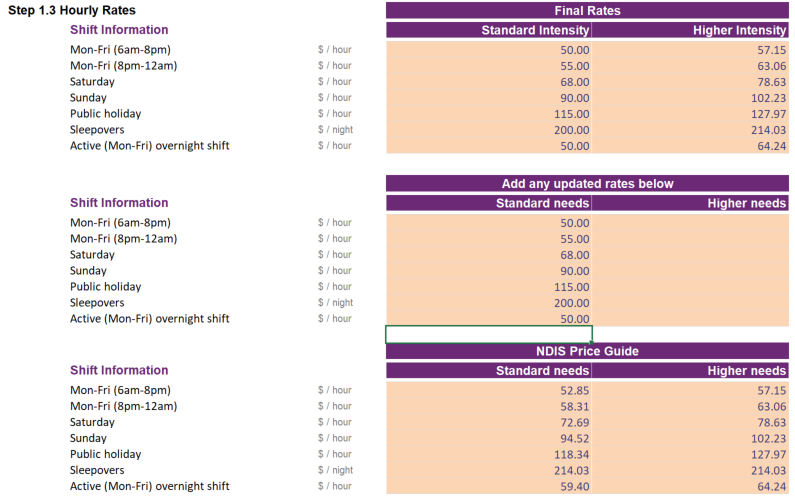 Step 1.3 Hourly Rates Final Rates
Shift Information Standard Intensity Higher Intensity
Mon-Fri (6am-8pm) $ / hour 50.00 57.15
Mon-Fri (8pm-12am) $ / hour 55.00 63.06
Saturday $ / hour 68.00 78.63
Sunday $ / hour 90.00 102.23
Public holiday $ / hour 115.00 127.97
Sleepovers $ / night 200.00 214.03
Active (Mon-Fri) overnight shift $ / hour 50.00 64.24
Add any updated rates below
Shift Information Standard needs Higher needs
Mon-Fri (6am-8pm) $ / hour 50.00
Mon-Fri (8pm-12am) $ / hour 55.00
Saturday $ / hour 68.00
Sunday $ / hour 90.00
Public holiday $ / hour 115.00
Sleepovers $ / night 200.00
Active (Mon-Fri) overnight shift $ / hour 50.00
NDIS Price Guide
Shift Information Standard needs Higher needs
Mon-Fri (6am-8pm) $ / hour 52.85 57.15
Mon-Fri (8pm-12am) $ / hour 58.31 63.06
Saturday $ / hour 72.69 78.63
Sunday $ / hour 94.52 102.23
Public holiday $ / hour 118.34 127.97
Sleepovers $ / night 214.03 214.03
Active (Mon-Fri) overnight shift $ / hour 59.40 64.24